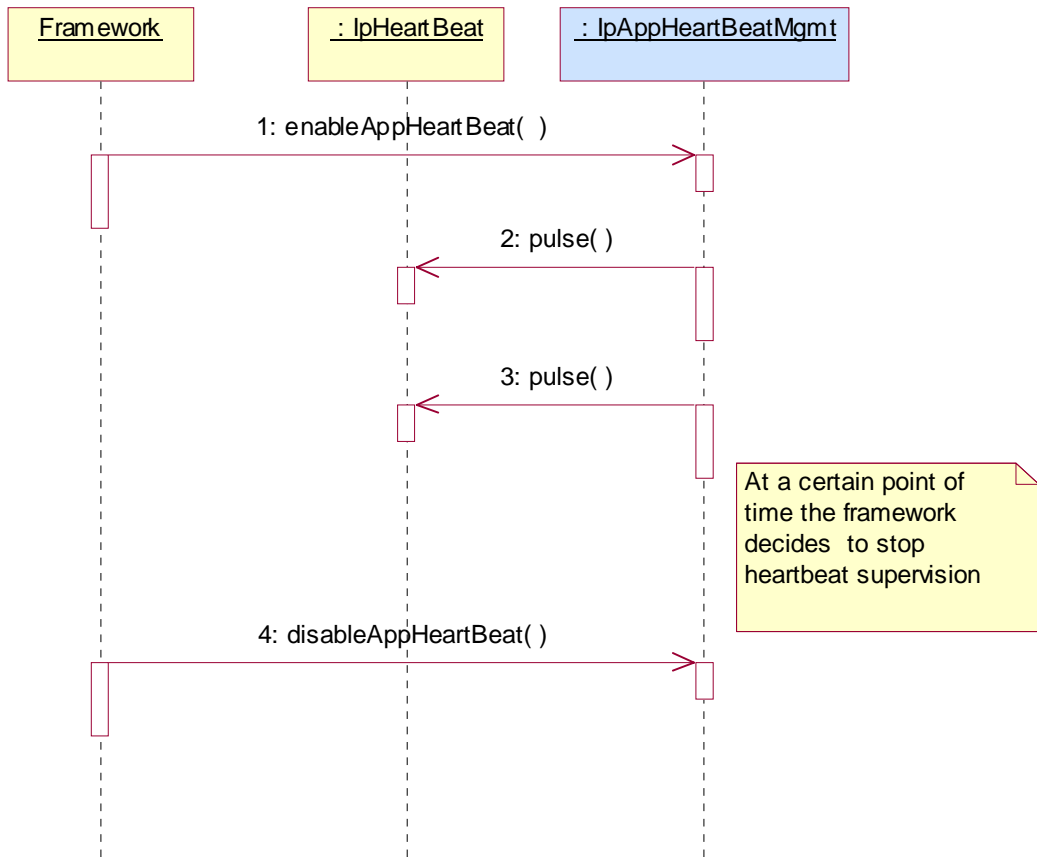 Framework
: IpHeartBeat
: IpAppHeartBeatMgmt
1: enableAppHeartBeat( )
2: pulse( )
3: pulse( )
At a certain point of
time the framework
decides to stop
heartbeat supervision
4: disableAppHeartBeat( )